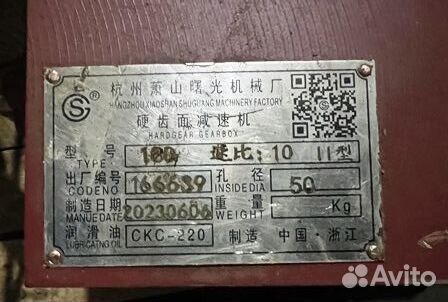 杭州萧山曙光机械厂
HANGZHOU XIAOSHAN SHUGUANG MACHINERY FACTORY
SG ®
硬齿面减速机
HARDGEAR GEARBOX
型号 180 速比:10 II型
TYPE
出厂编号 166639 孔径 50
CODENO INSIDEDIA
制造日期 20230606 重量 Kg
MANUEDATE WEIGHT
润滑油 CKC-220 制造 中国·浙江
LUBRICATNG OIL
Avito